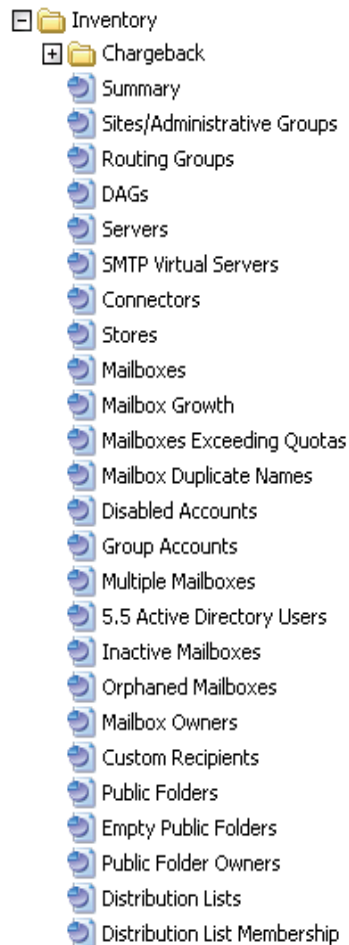 Inventory
Chargeback
Summary
Sites/Administrative Groups
Routing Groups
DAGs
Servers
SMTP Virtual Servers
Connectors
Stores
Mailboxes
Mailbox Growth
Mailboxes Exceeding Quotas
Mailbox Duplicate Names
Disabled Accounts
Group Accounts
Multiple Mailboxes
5.5 Active Directory Users
Inactive Mailboxes
Orphaned Mailboxes
Mailbox Owners
Custom Recipients
Public Folders
Empty Public Folders
Public Folder Owners
Distribution Lists
Distribution List Membership